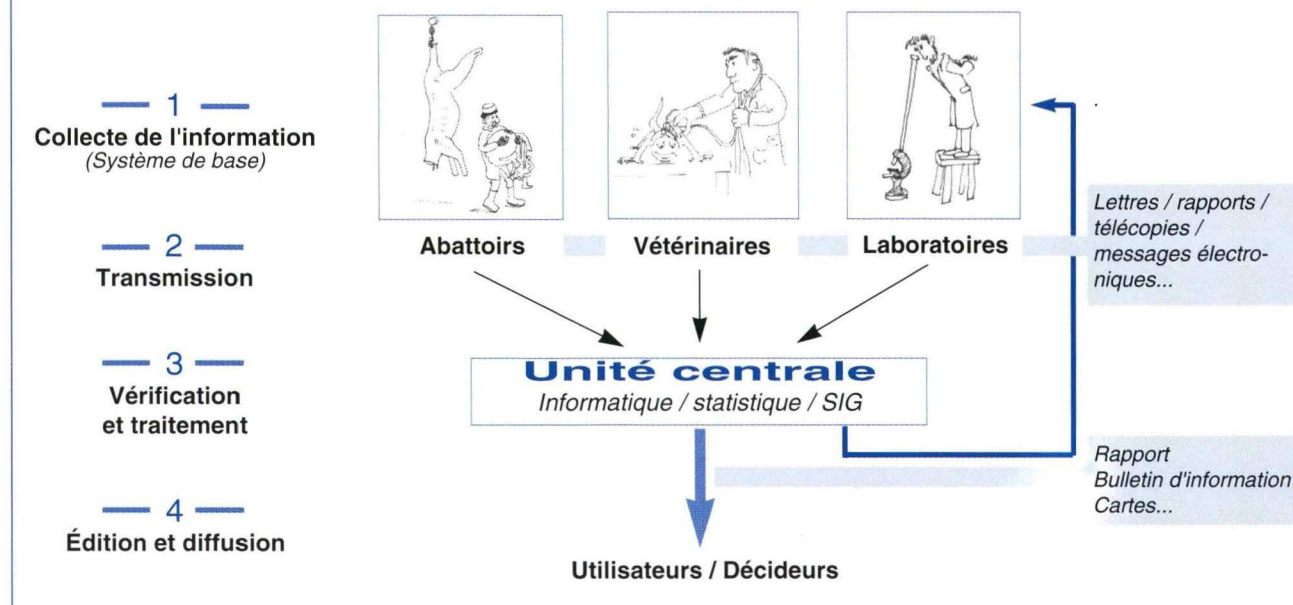 1
Collecte de l'information
(Système de base)
2
Transmission
3
Vérification
et traitement
4
Édition et diffusion
Abattoirs
Vétérinaires
Laboratoires
Lettres / rapports /
télécopies /
messages électro-
niques...
Unité centrale
Informatique / statistique / SIG
Rapport
Bulletin d'information
Cartes...
Utilisateurs / Décideurs